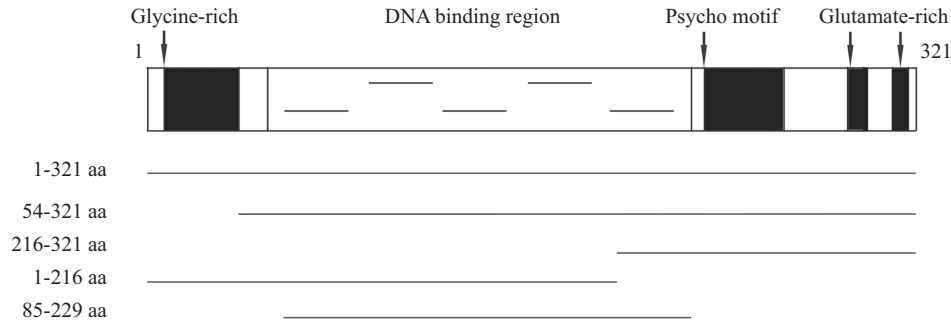 Glycine-rich DNA binding region Psycho motif Glutamate-rich
1 321
1-321 aa
54-321 aa
216-321 aa
1-216 aa
85-229 aa